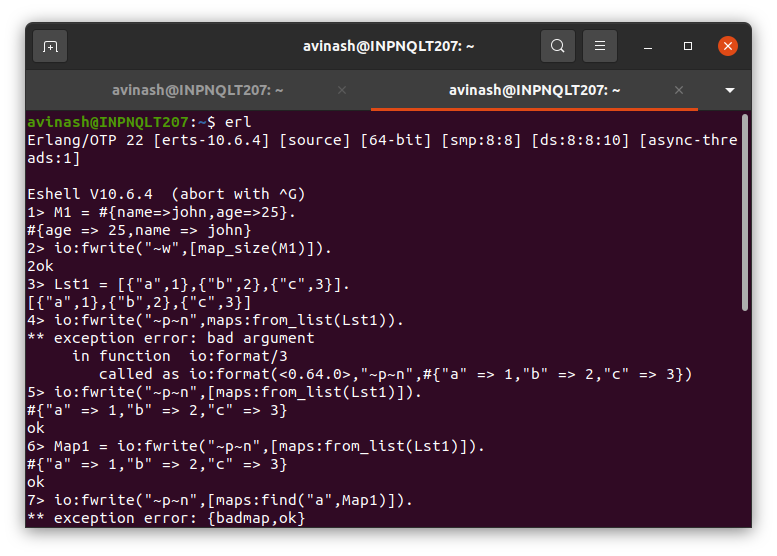 avinash@INPNQLT207: ~
avinash@INPNQLT207: ~
avinash@INPNQLT207: ~
avinash@INPNQLT207:~$ erl
Erlang/OTP 22 [erts-10.6.4] [source] [64-bit] [smp:8:8] [ds:8:8:10] [async-thre
ads:1]
Eshell V10.6.4  (abort with ^G)
1> M1 = #{name=>john,age=>25}.
#{age => 25,name => john}
2> io:fwrite("~w",[map_size(M1)]).
2ok
3> Lst1 = [{"a",1},{"b",2},{"c",3}].
[{"a",1},{"b",2},{"c",3}]
4> io:fwrite("~p~n",maps:from_list(Lst1)).
** exception error: bad argument
     in function  io:format/3
        called as io:format(<0.64.0>,"~p~n",#{"a" => 1,"b" => 2,"c" => 3})
5> io:fwrite("~p~n",[maps:from_list(Lst1)]).
#{"a" => 1,"b" => 2,"c" => 3}
ok
6> Map1 = io:fwrite("~p~n",[maps:from_list(Lst1)]).
#{"a" => 1,"b" => 2,"c" => 3}
ok
7> io:fwrite("~p~n",[maps:find("a",Map1)]).
** exception error: {badmap,ok}